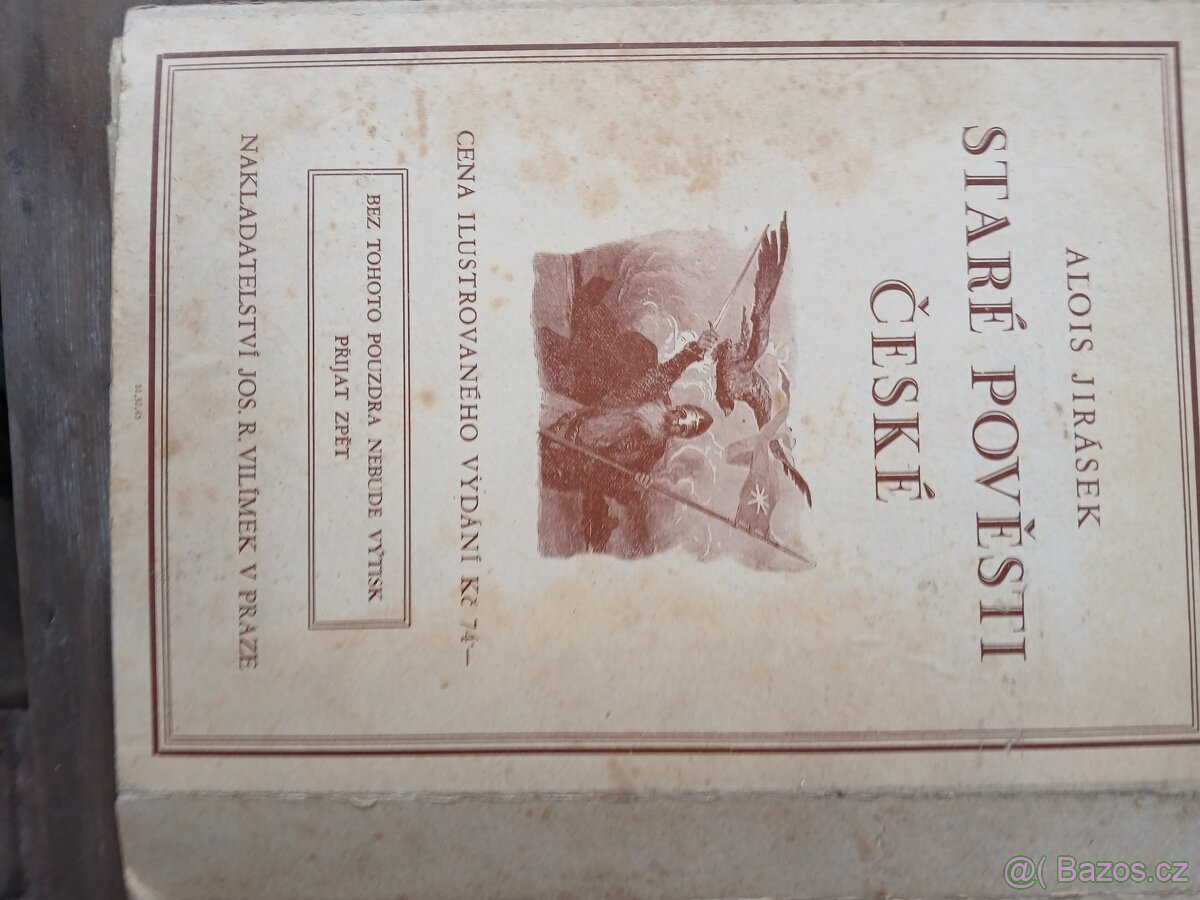 ALOIS JIRÁSEK
STARÉ POVĚSTI
ČESKÉ
CENA ILUSTROVANÉHO VÝDÁNÍ Kč 74·—
BEZ TOHOTO POUZDRA NEBUDE VÝTISK
PŘIJAT ZPĚT
NAKLADATELSTVÍ JOS. R. VILÍMEK V PRAZE
@( Bazos.cz